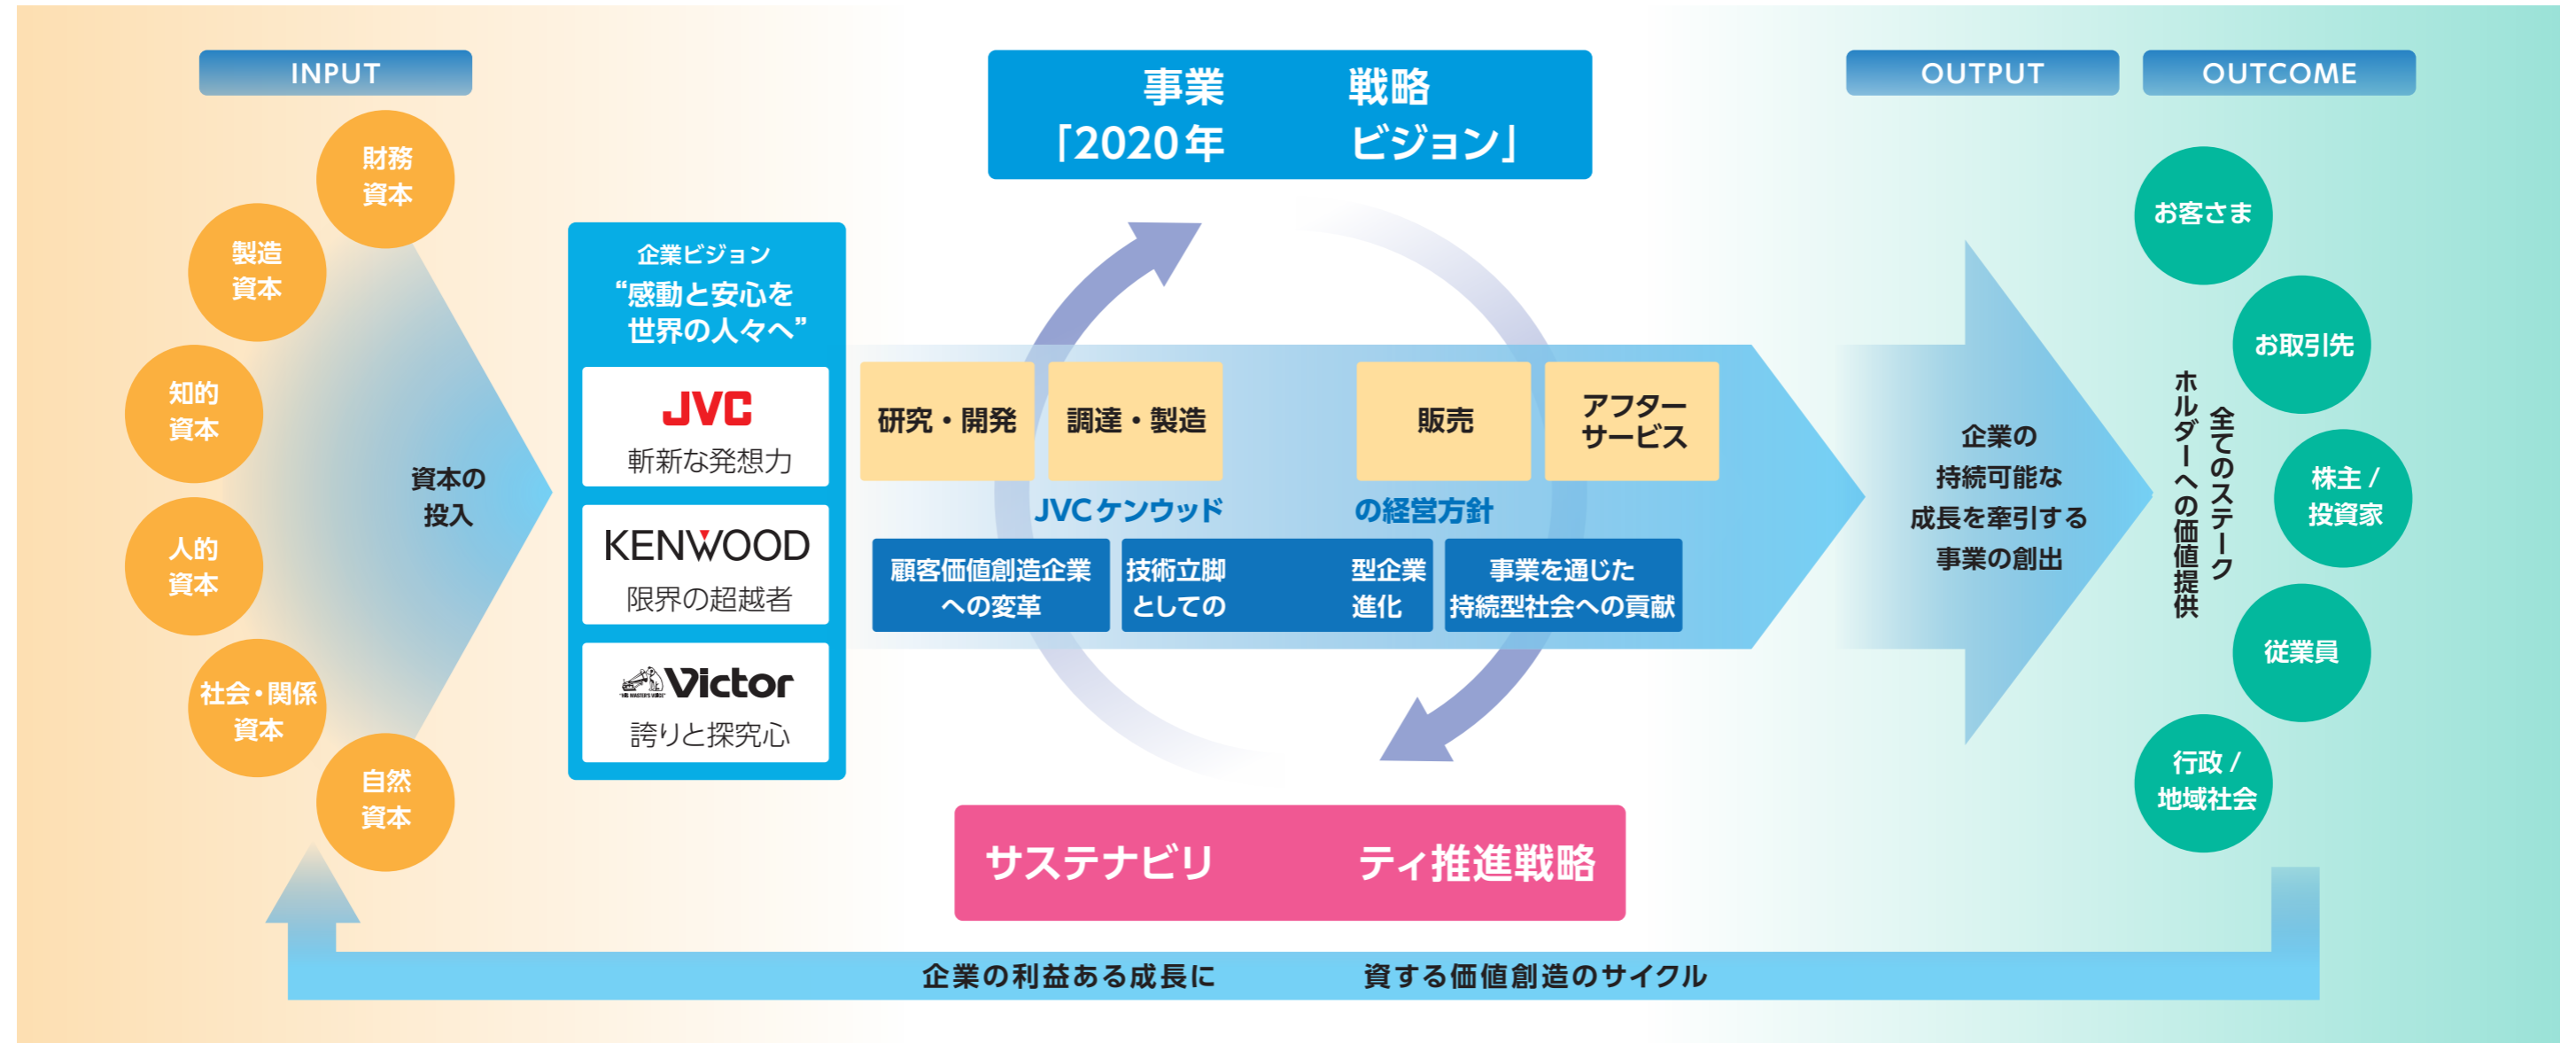 INPUT
財務
資本
製造
資本
知的
資本
人的
資本
社会・関係
資本
自然
資本
資本の
投入
企業ビジョン
“感動と安心を
世界の人々へ”
JVC
斬新な発想力
KENWOOD
限界の超越者
"HIS MASTER'S VOICE"
Victor
誇りと探究心
事業 戦略
「2020年 ビジョン」
研究・開発
調達・製造
販売
アフター
サービス
JVCケンウッド の経営方針
顧客価値創造企業
への変革
技術立脚 型企業
としての 進化
事業を通じた
持続型社会への貢献
サステナビリ ティ推進戦略
OUTPUT
企業の
持続可能な
成長を牽引する
事業の創出
OUTCOME
全てのステーク
ホルダーへの価値提供
お客さま
お取引先
株主 /
投資家
従業員
行政 /
地域社会
企業の利益ある成長に 資する価値創造のサイクル